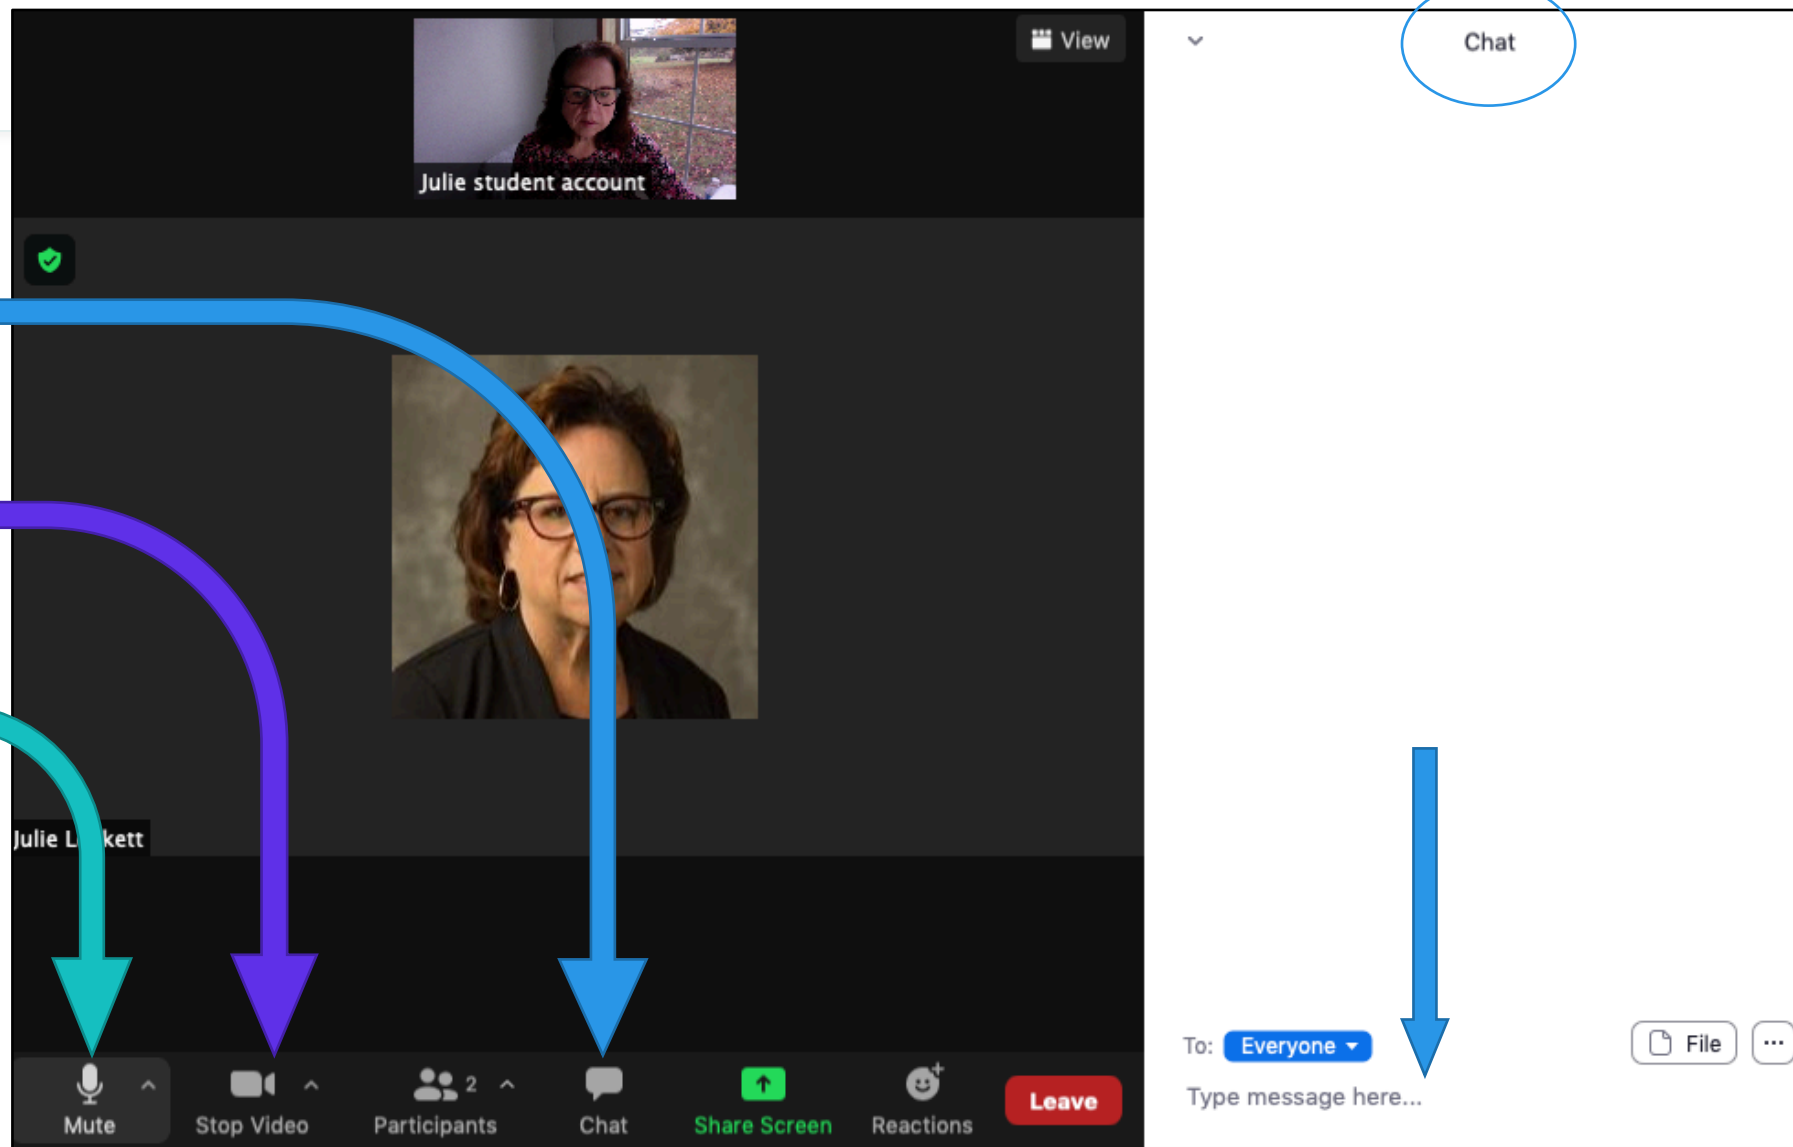 View
Chat
Julie student account
Julie
To: Everyone
File
Type message here...
Mute
Stop Video
2
Participants
Chat
Share Screen
Reactions
Leave